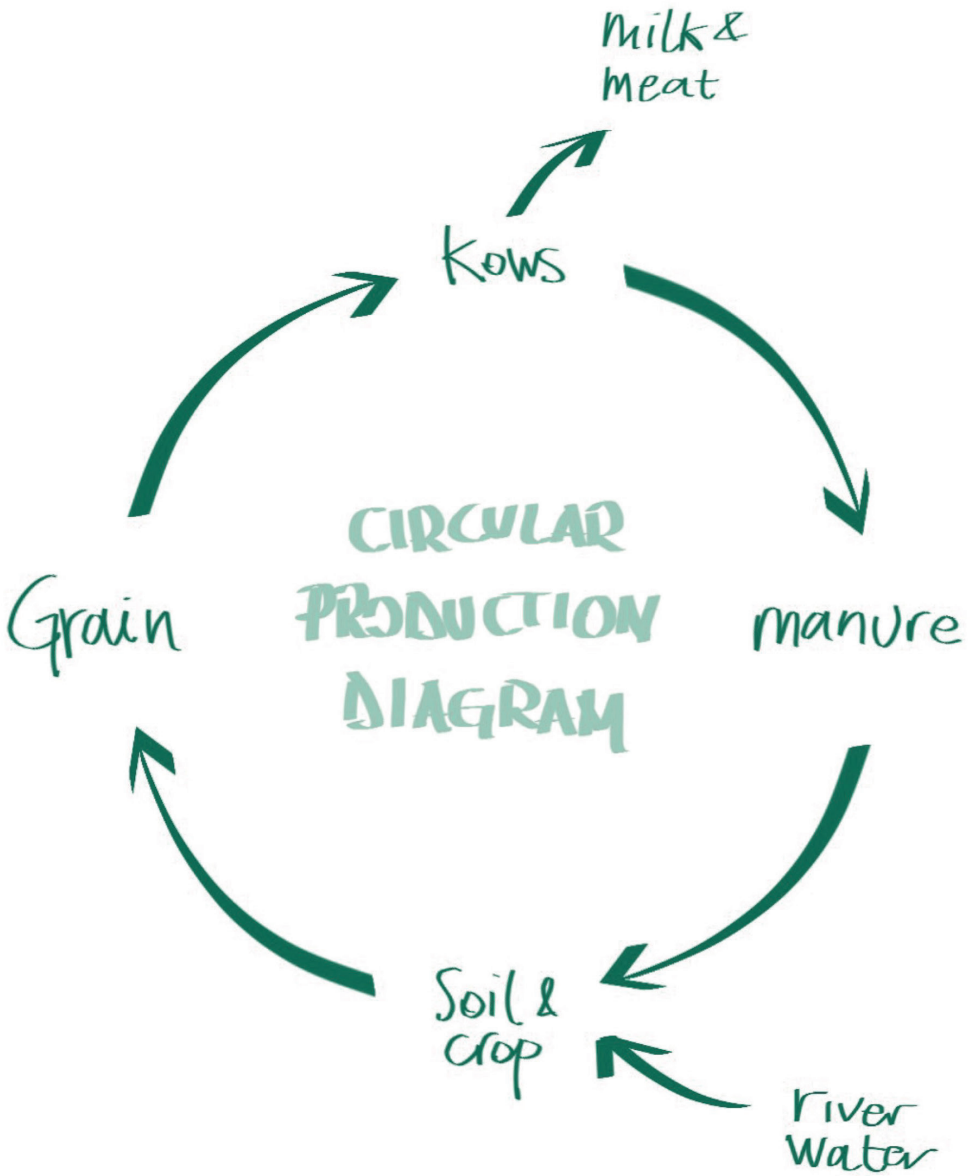 milk &
meat
Kows
CIRCULAR
PRODUCTION
DIAGRAM
Grain
manure
Soil &
crop
river
water